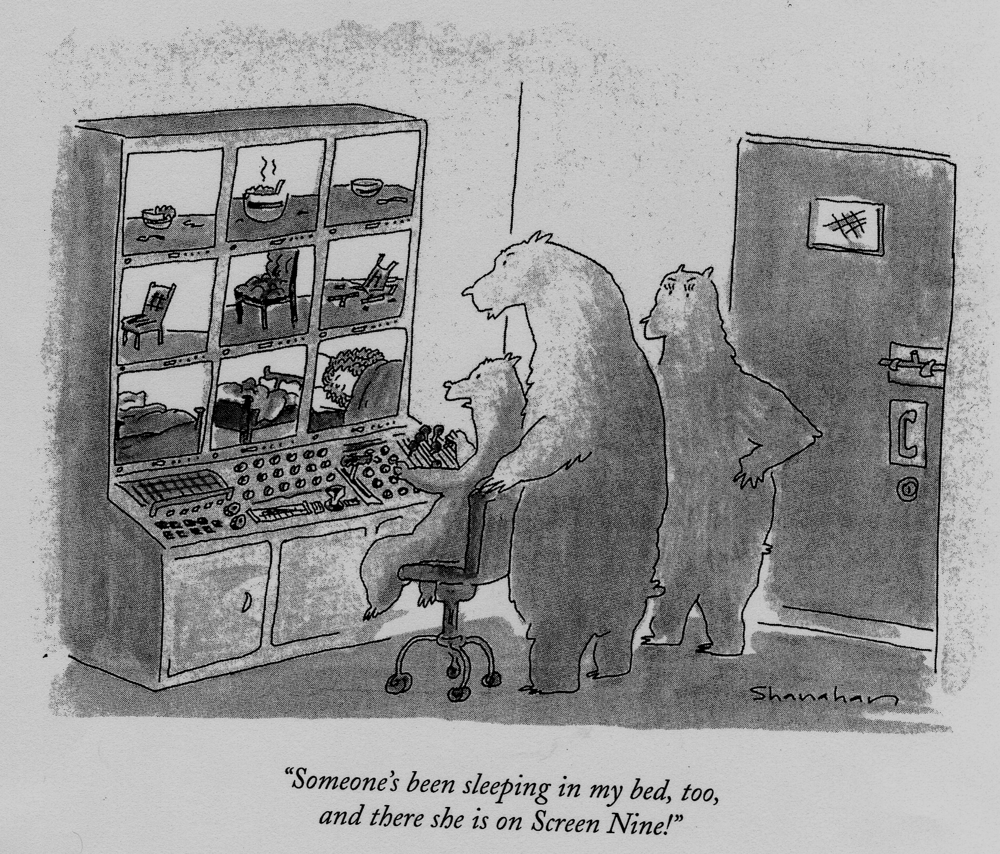 Shanahan
“Someone’s been sleeping in my bed, too,
and there she is on Screen Nine!”